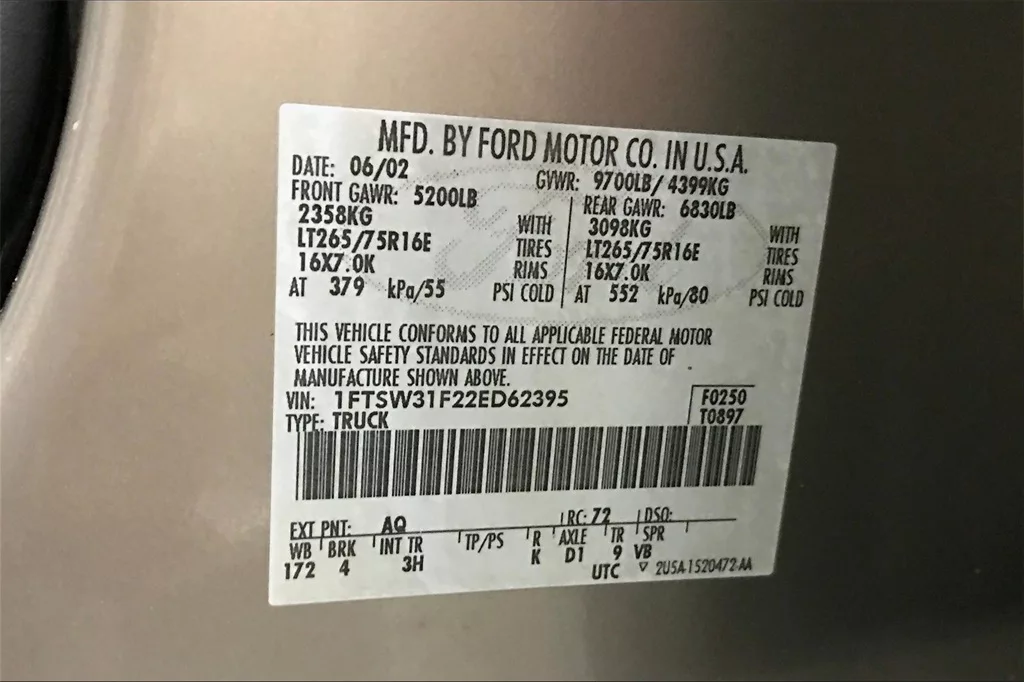 MFD. BY FORD MOTOR CO. IN U.S.A.
DATE: 06/02 GVWR: 9700LB/ 4399KG
FRONT GAWR: 5200LB REAR GAWR: 6830LB
2358KG WITH 3098KG WITH
LT265/75R16E TIRES LT265/75R16E TIRES
16X7.0K RIMS 16X7.0K RIMS
AT 379 kPa/55 PSI COLD AT 552 kPa/80 PSI COLD
THIS VEHICLE CONFORMS TO ALL APPLICABLE FEDERAL MOTOR
VEHICLE SAFETY STANDARDS IN EFFECT ON THE DATE OF
MANUFACTURE SHOWN ABOVE.
VIN: 1FTSW31F22ED62395 F0250
TYPE: TRUCK T0897
EXT PNT: AQ RC: 72 DSO:
WB BRK INT TR TP/PS R AXLE TR SPR
172 4 3H K D1 9 VB
UTC ▽ 2U5A-1520472-AA